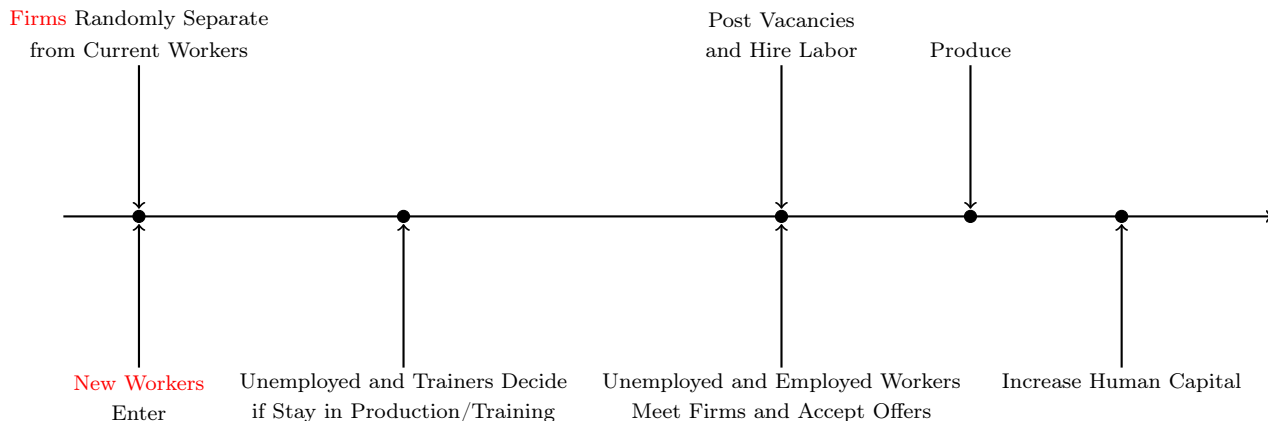 Firms Randomly Separate
from Current Workers
Post Vacancies
and Hire Labor
Produce
New Workers
Enter
Unemployed and Trainers Decide
if Stay in Production/Training
Unemployed and Employed Workers
Meet Firms and Accept Offers
Increase Human Capital